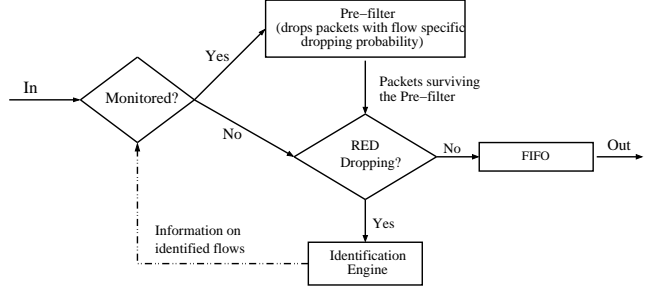 Pre−filter
(drops packets with flow specific
dropping probability)
Yes
In
Monitored?
Packets surviving
the Pre−filter
No
RED
Dropping?
No
FIFO
Out
Yes
Information on
identified flows
Identification
Engine